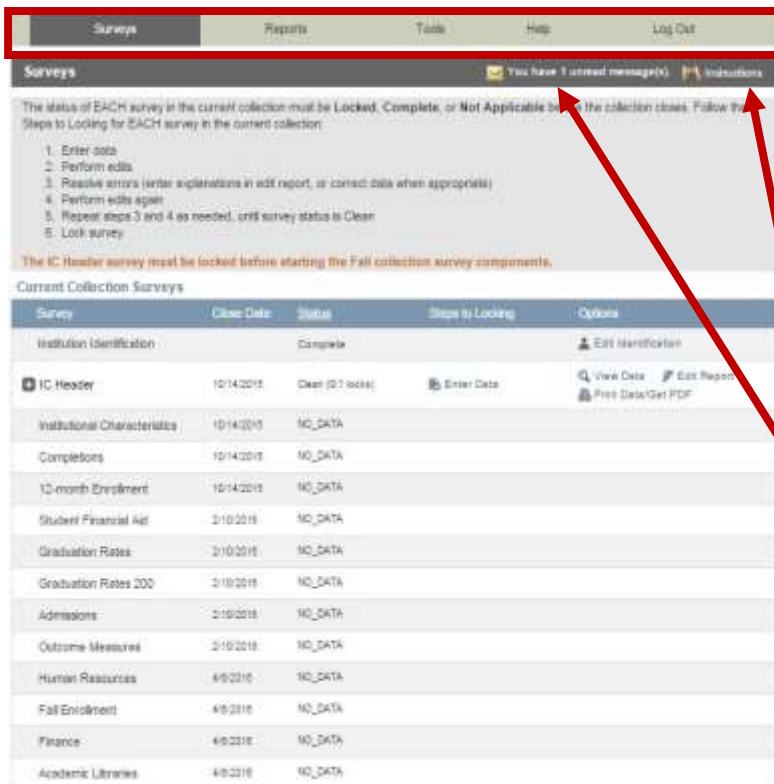 Surveys Reports Tools Help Log Out
Surveys You have 1 unread message(s) Instructions
The status of EACH survey in the current collection must be Locked, Complete, or Not Applicable the collection closes. Follow the
Steps to Locking for EACH survey in the current collection:
1. Enter data
2. Perform edits
3. Resolve errors (enter explanations in edit report, or correct data when appropriate)
4. Perform edits again
5. Repeat steps 3 and 4 as needed, until survey status is Clean
6. Lock survey
The IC Header survey must be locked before starting the Fall collection survey components.
Current Collection Surveys
Survey Close Date Status Steps to Locking Options
Institution Identification Complete Edit Identification
IC Header 10/14/2015 Clean (0/1 locks) Enter Data View Data Edit Report
Print Data/Get PDF
Institutional Characteristics 10/14/2015 NO_DATA
Completions 10/14/2015 NO_DATA
12-month Enrollment 10/14/2015 NO_DATA
Student Financial Aid 2/10/2016 NO_DATA
Graduation Rates 2/10/2016 NO_DATA
Graduation Rates 200 2/10/2016 NO_DATA
Admissions 2/10/2016 NO_DATA
Outcome Measures 2/10/2016 NO_DATA
Human Resources 4/6/2016 NO_DATA
Fall Enrollment 4/6/2016 NO_DATA
Finance 4/6/2016 NO_DATA
Academic Libraries 4/6/2016 NO_DATA